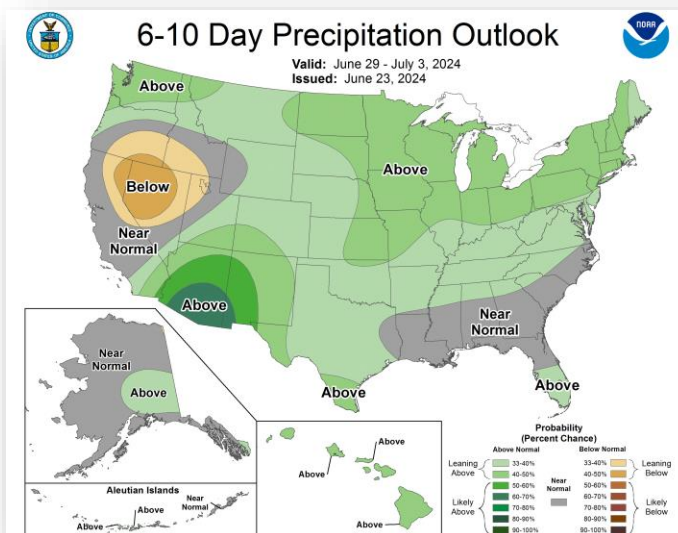 6-10 Day Precipitation Outlook
NOAA
Valid: June 29 - July 3, 2024
Issued: June 23, 2024
Above
Above
Below
Near
Normal
Above
Near
Normal
Above
Above
Near
Normal
Above
Aleutian Islands
Near
Normal
Above
Above
Above
Above
Above
Probability
(Percent Chance)
Above Normal
Below Normal
Leaning
Above
33-40%
40-50%
Likely
Above
50-60%
60-70%
70-80%
80-90%
90-100%
Near
Normal
33-40%
40-50%
Leaning
Below
50-60%
60-70%
70-80%
80-90%
90-100%
Likely
Below